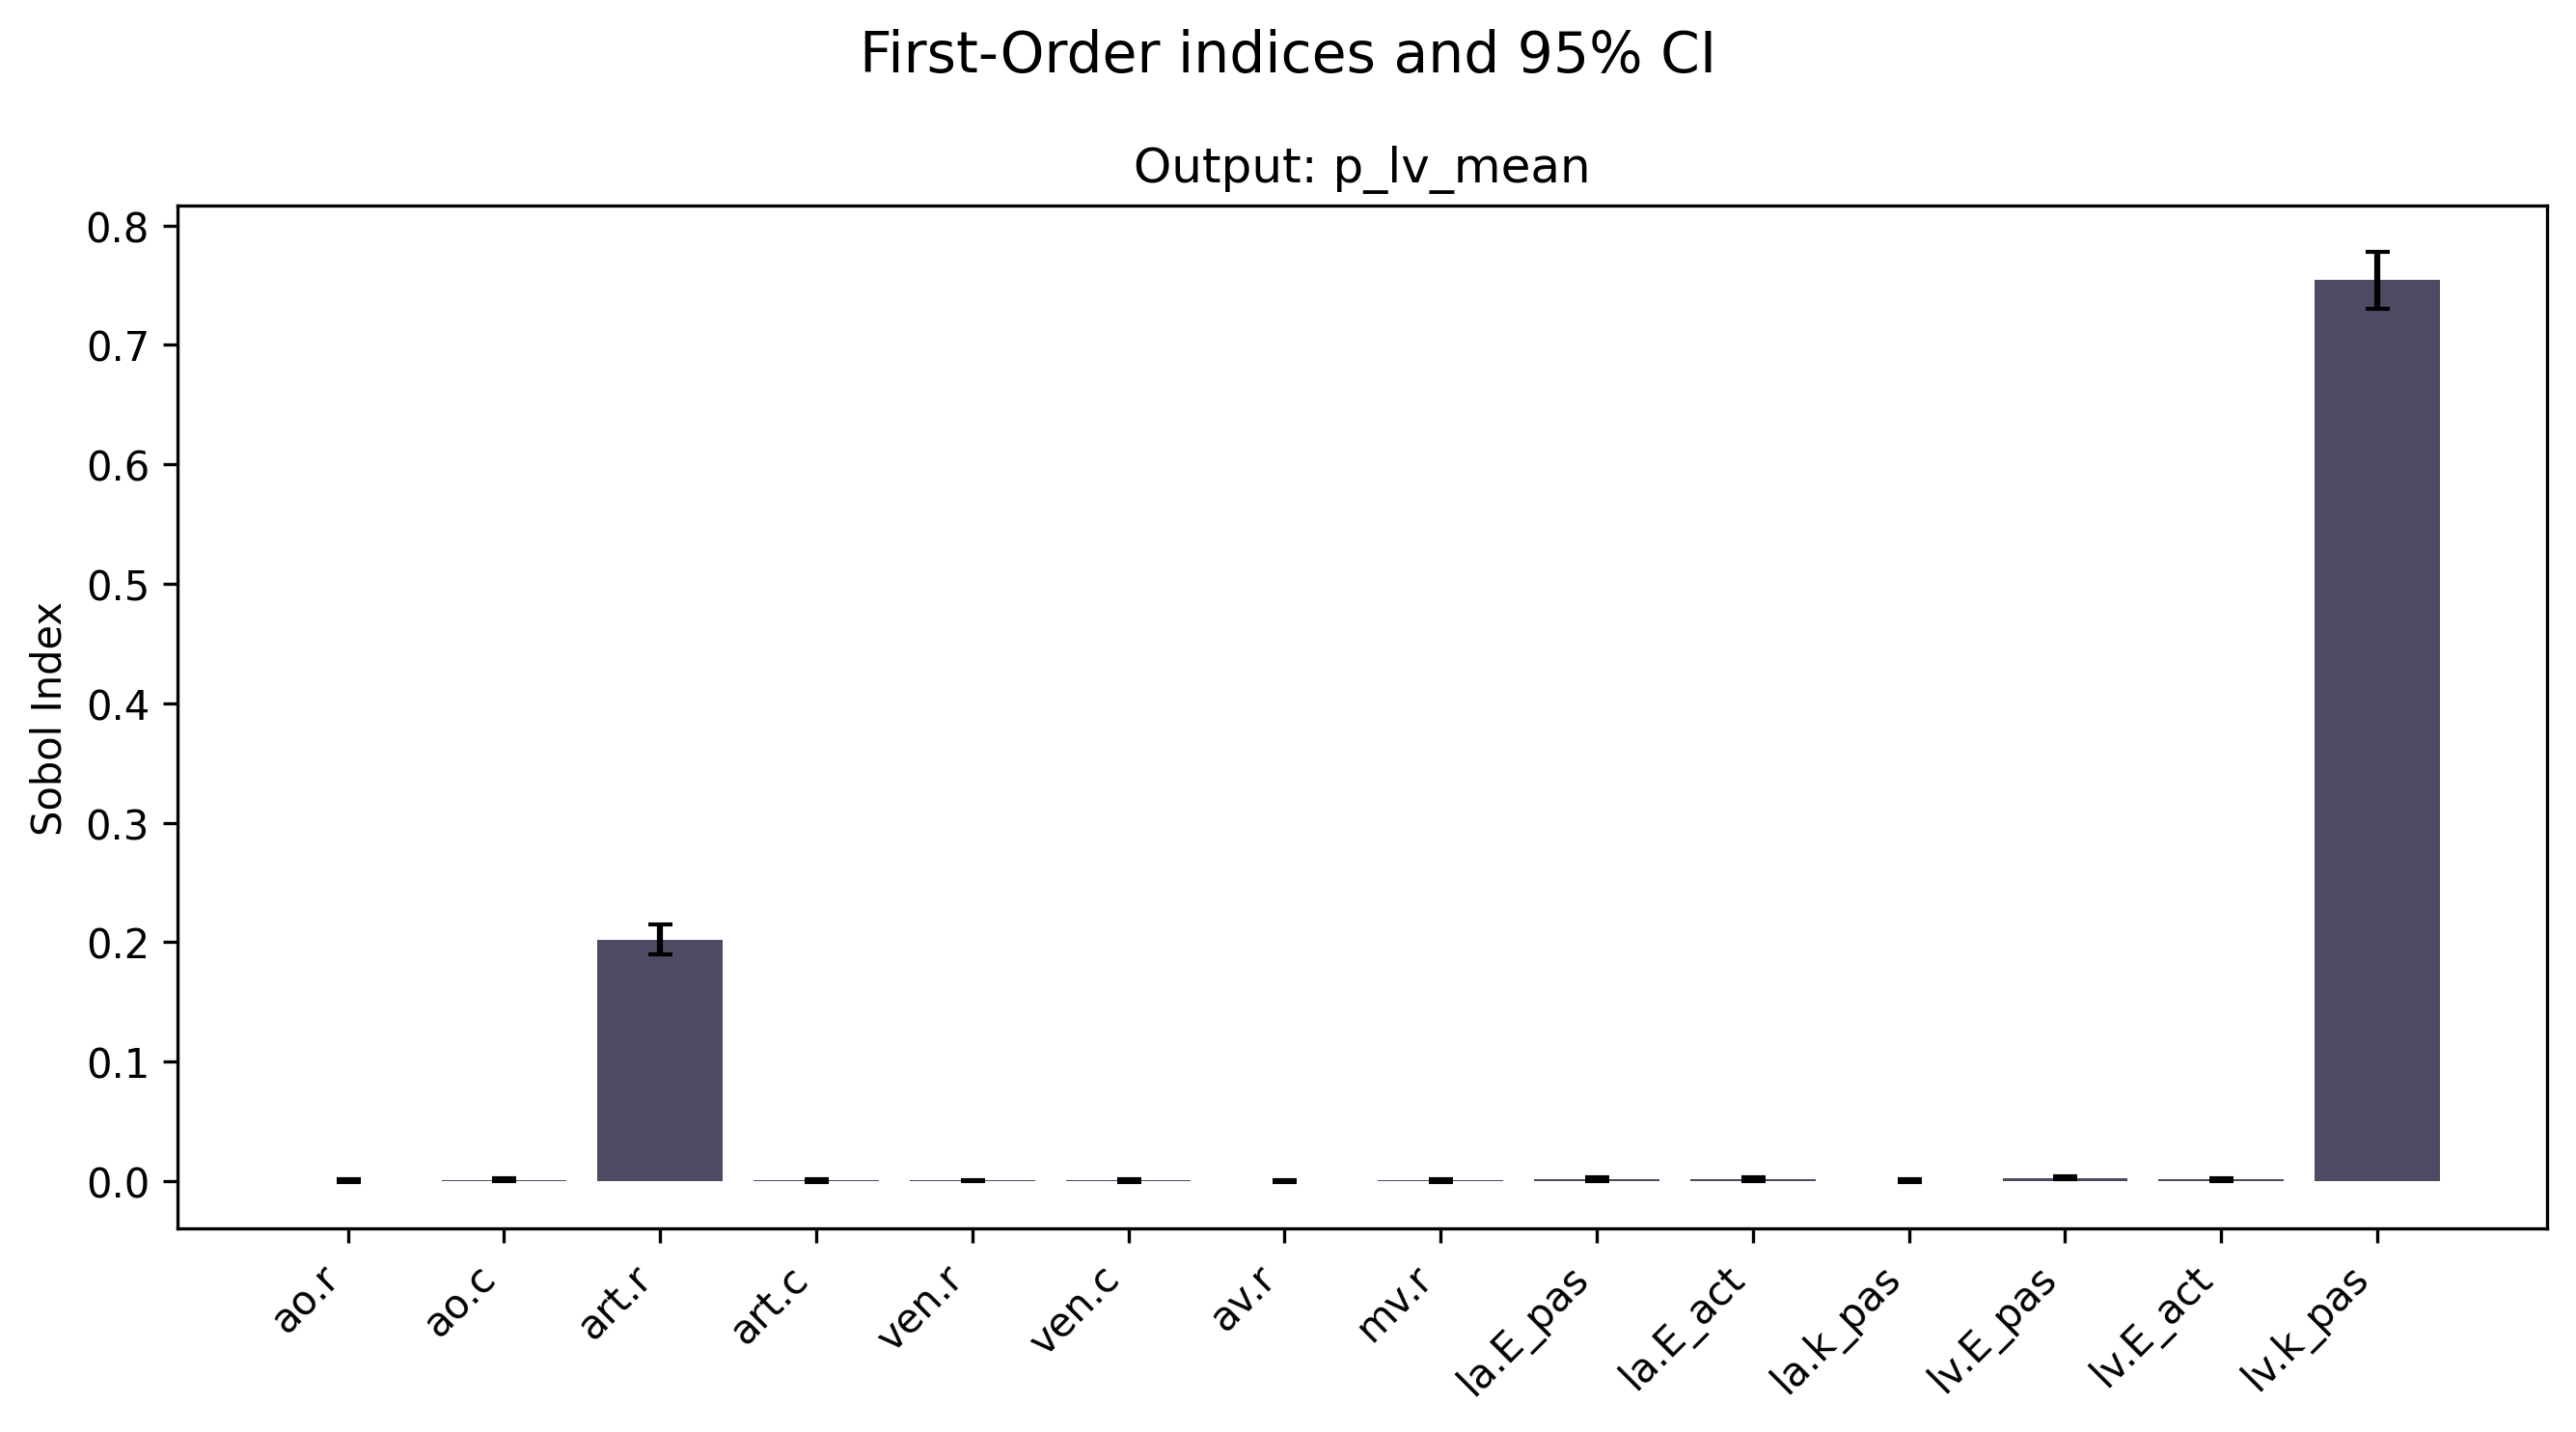 First-Order indices and 95% CI
Output: p_lv_mean
0.8
0.7
0.6
0.5
0.4
0.3
0.2
0.1
0.0
Sobol Index
ao.r
ao.c
art.r
art.c
ven.r
ven.c
av.r
mv.r
la.E_pas
la.E_act
la.k_pas
lv.E_pas
lv.E_act
lv.k_pas